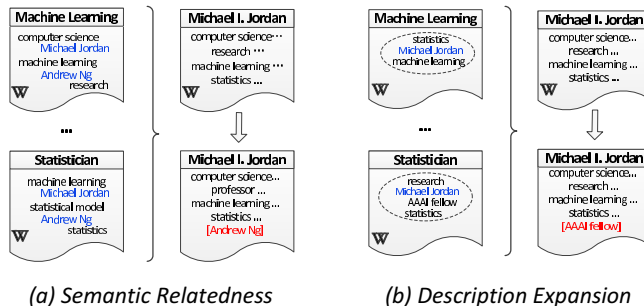 Machine Learning
computer science
Michael Jordan
machine learning
Andrew Ng
research
W
...
Statistician
machine learning
Michael Jordan
statistical model
Andrew Ng
statistics
W
Michael I. Jordan
computer science...
research ...
machine learning ...
statistics ...
W
Michael I. Jordan
computer science...
professor ...
machine learning ...
statistics ...
[Andrew Ng]
(a) Semantic Relatedness
Machine Learning
statistics
Michael Jordan
machine learning
W
...
Statistician
research
Michael Jordan
AAAI fellow
statistics
W
Michael I. Jordan
computer science...
research ...
machine learning ...
statistics ...
W
Michael I. Jordan
computer science...
research ...
machine learning ...
statistics ...
[AAAI fellow]
(b) Description Expansion